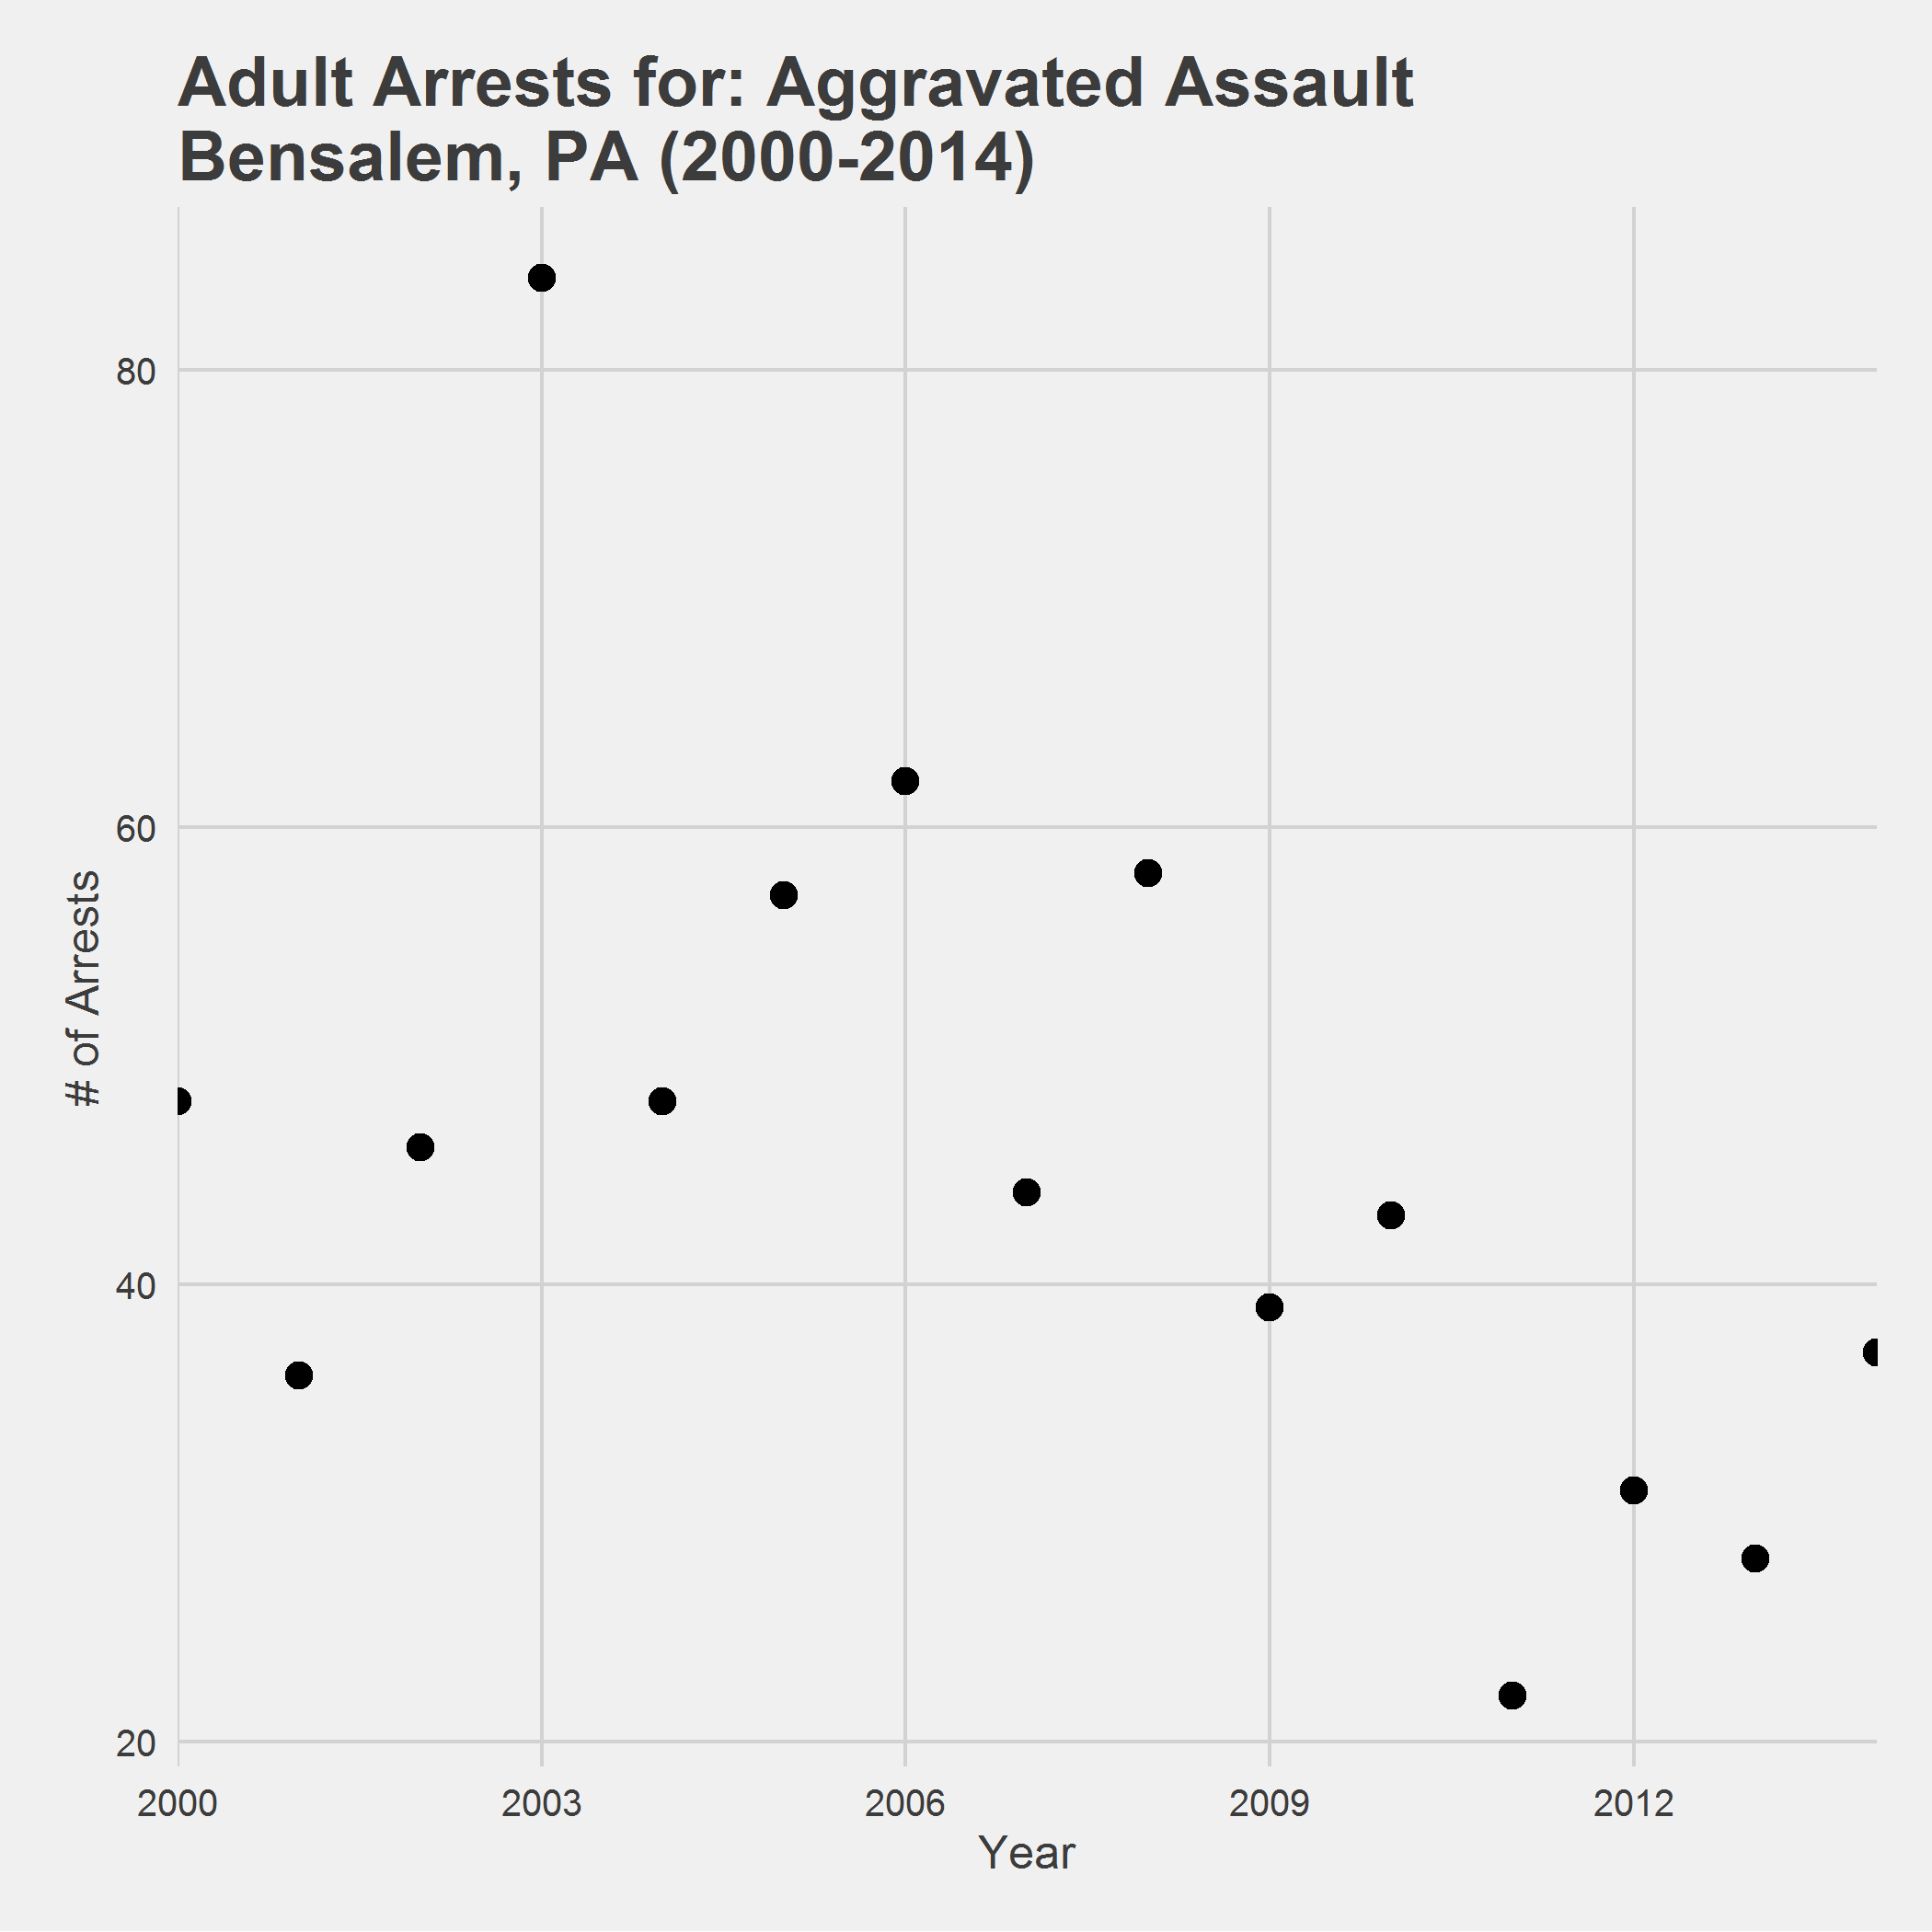 Adult Arrests for: Aggravated Assault
Bensalem, PA (2000-2014)
80
60
40
20
# of Arrests
2000 2003 2006 2009 2012
Year